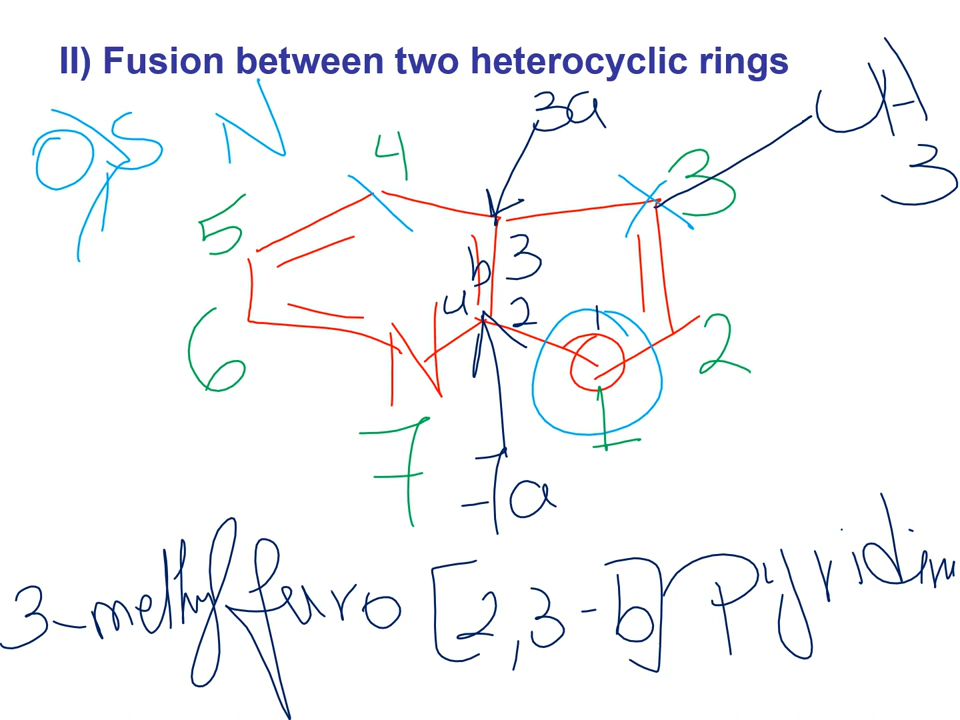 II) Fusion between two heterocyclic rings
O S N
3a
CH3
4
3
5
b 3
4 2 1
6
N O
2
7
1
7a
3-methyl furo [2,3-b] Pyridine